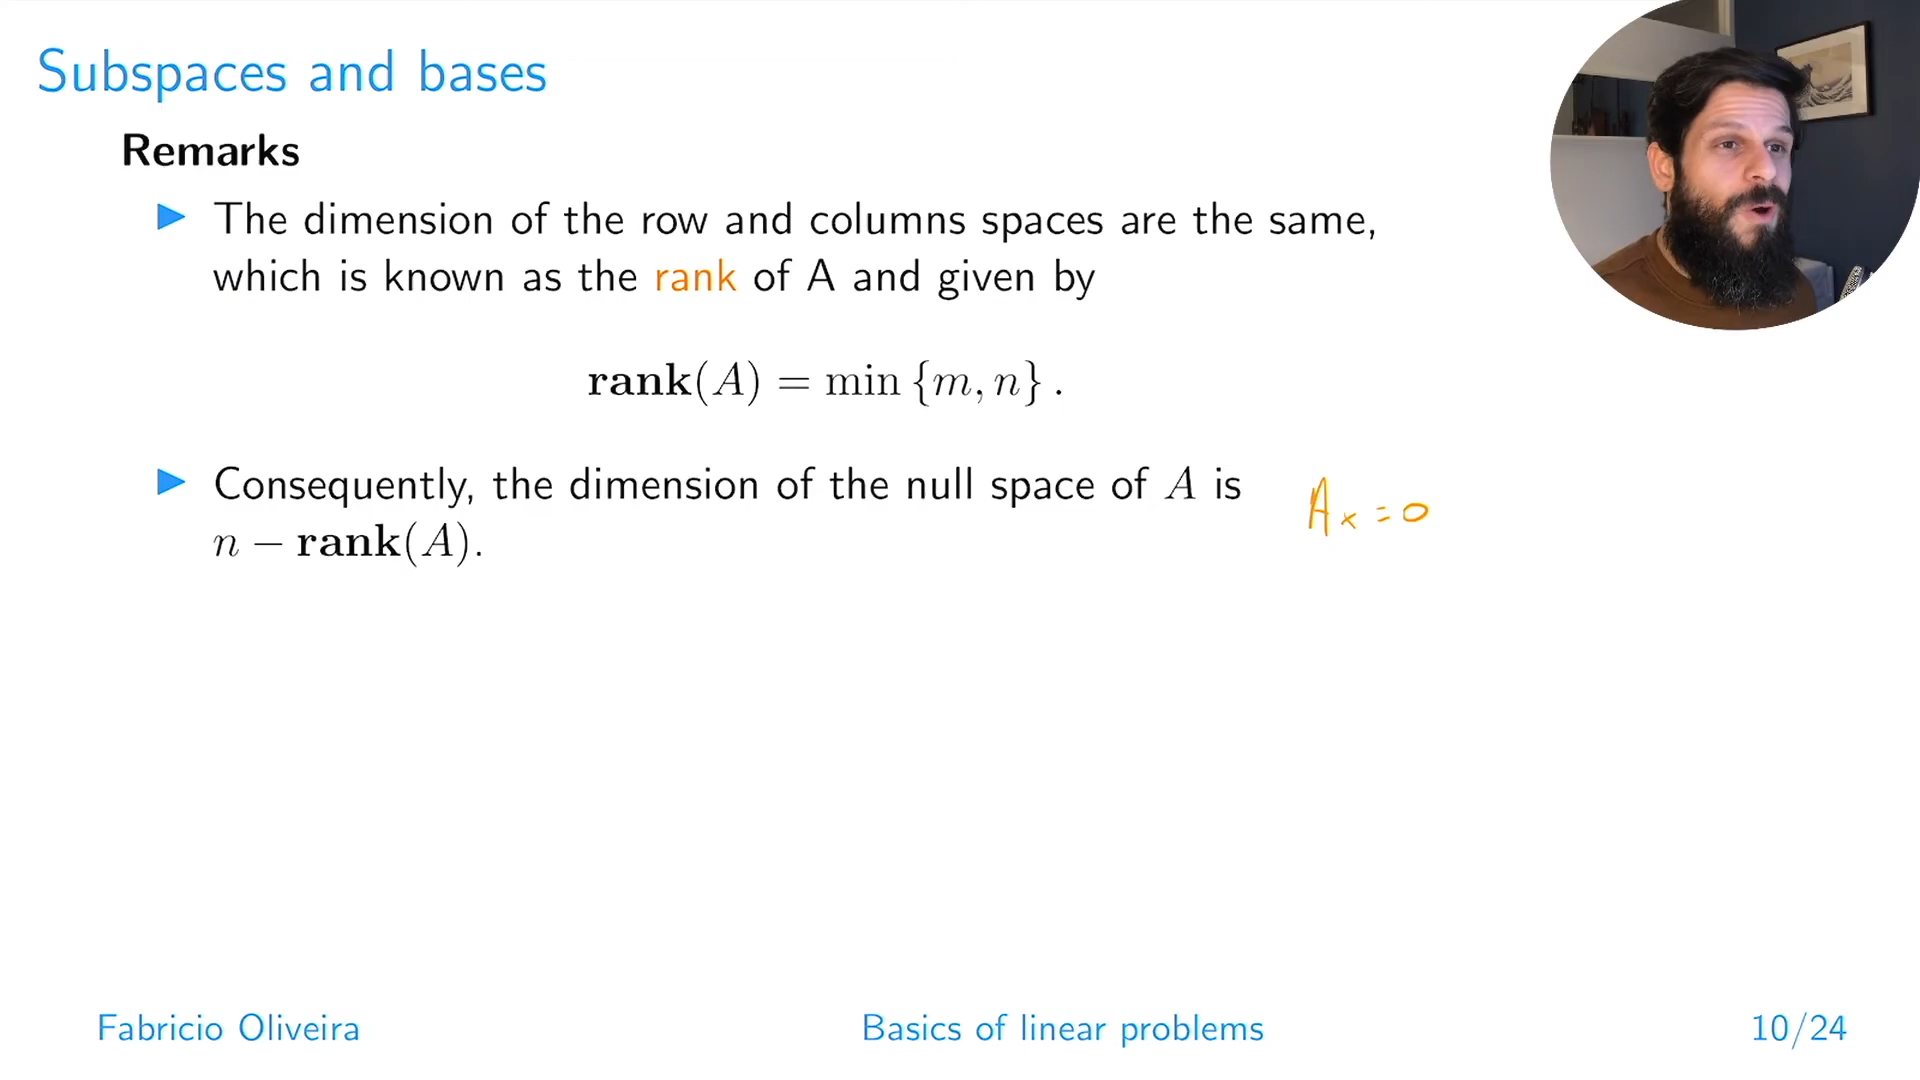 Subspaces and bases
Remarks
The dimension of the row and columns spaces are the same,
which is known as the rank of A and given by
rank(A) = min {m, n} .
Consequently, the dimension of the null space of A is
n − rank(A).
Ax = 0
Fabricio Oliveira
Basics of linear problems
10/24